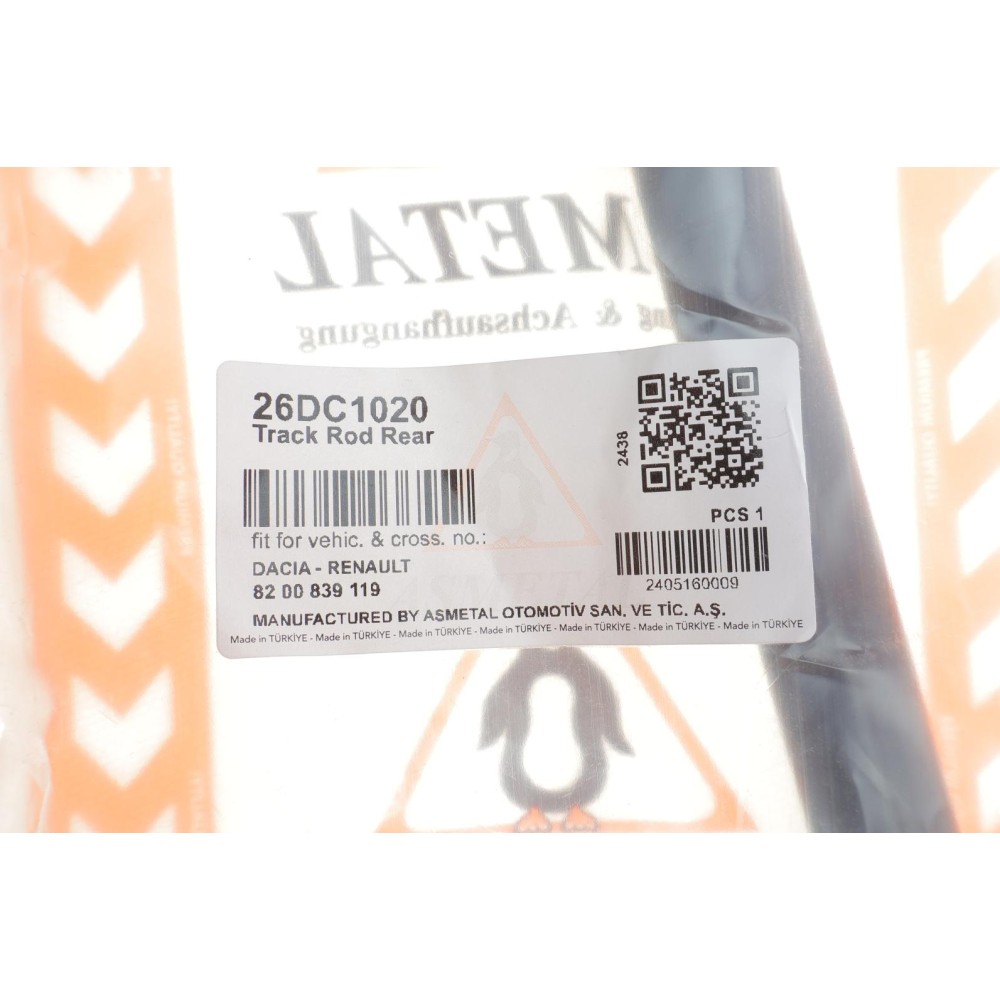 METAL
ng & Achsaufhangung
26DC1020
Track Rod Rear
2438
PCS 1
fit for vehic. & cross. no.:
DACIA - RENAULT
82 00 839 119
2405160009
ASMETAL
MANUFACTURED BY ASMETAL OTOMOTİV SAN. VE TİC. A.Ş.
Made in TÜRKİYE - Made in TÜRKİYE - Made in TÜRKİYE - Made in TÜRKİYE - Made in TÜRKİYE - Made in TÜRKİYE - Made in TÜRKİYE